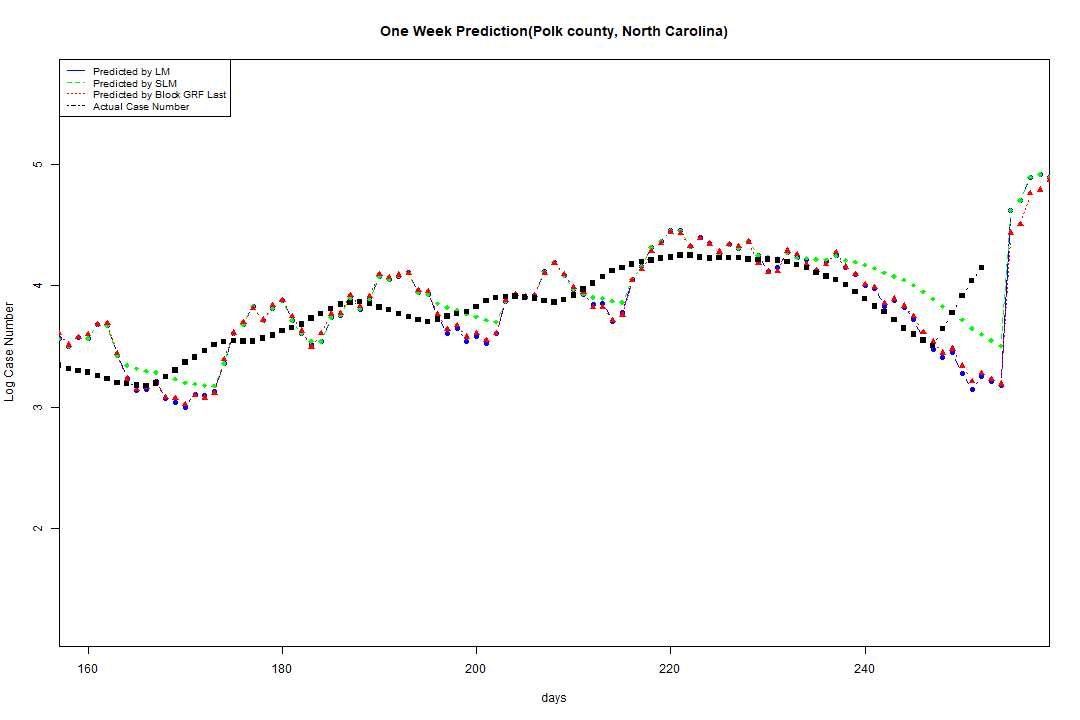 One Week Prediction(Polk county, North Carolina)
Predicted by LM
Predicted by SLM
Predicted by Block GRF Last
Actual Case Number
5
4
3
2
Log Case Number
160
180
200
220
240
days